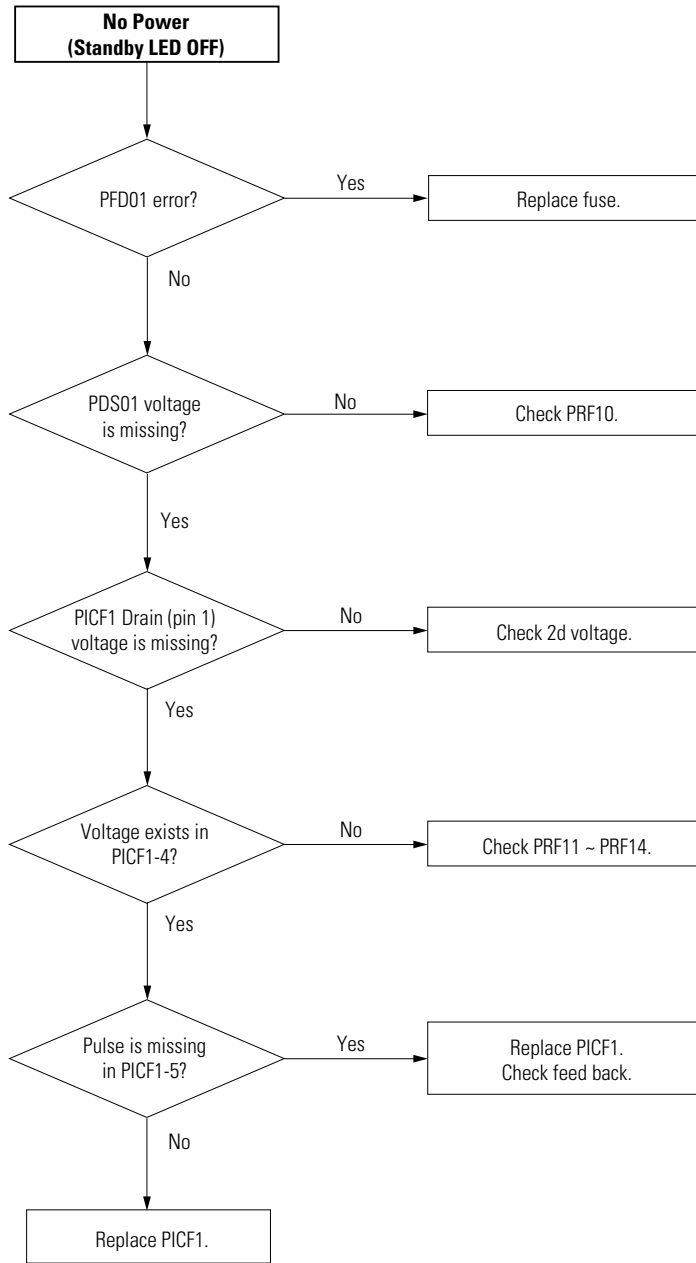 No Power
(Standby LED OFF)
PFD01 error?
Yes
Replace fuse.
No
PDS01 voltage
is missing?
No
Check PRF10.
Yes
PICF1 Drain (pin 1)
voltage is missing?
No
Check 2d voltage.
Yes
Voltage exists in
PICF1-4?
No
Check PRF11 ~ PRF14.
Yes
Pulse is missing
in PICF1-5?
Yes
Replace PICF1.
Check feed back.
No
Replace PICF1.